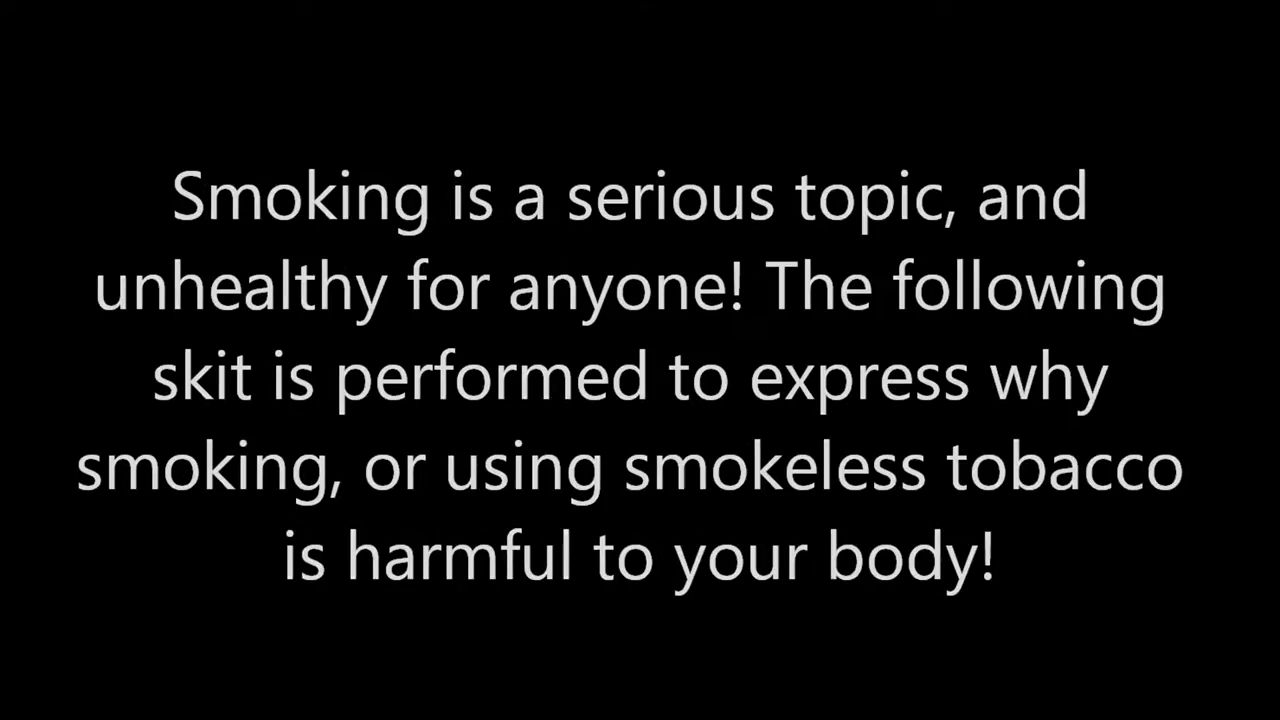 Smoking is a serious topic, and
unhealthy for anyone! The following
skit is performed to express why
smoking, or using smokeless tobacco
is harmful to your body!